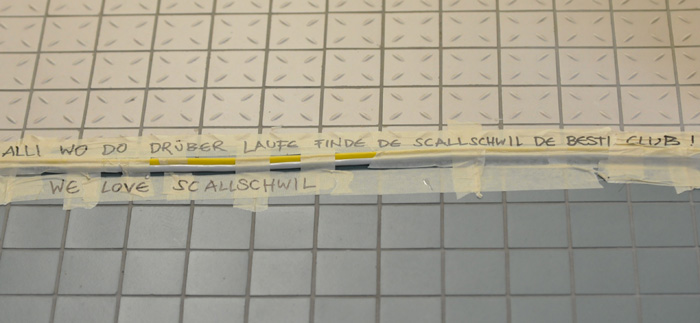 ALLI WO DO DRÜBER LAUFE FINDE DE SCALLSCHWIL DE BESTI CLUB !
WE LOVE SCALLSCHWIL